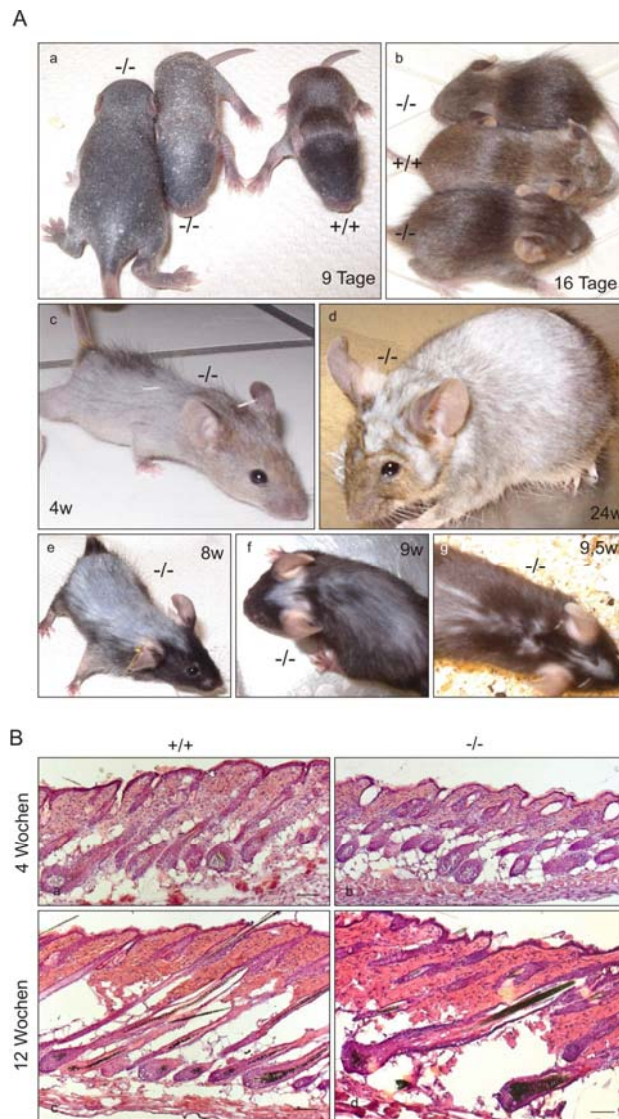 A
a
-/-
-/-
+/+
9 Tage
b
-/-
+/+
-/-
16 Tage
c
-/-
4w
d
-/-
24w
e
8w
-/-
f
9w
-/-
g
9,5w
-/-
B
+/+
-/-
4 Wochen
a
b
12 Wochen
c
d